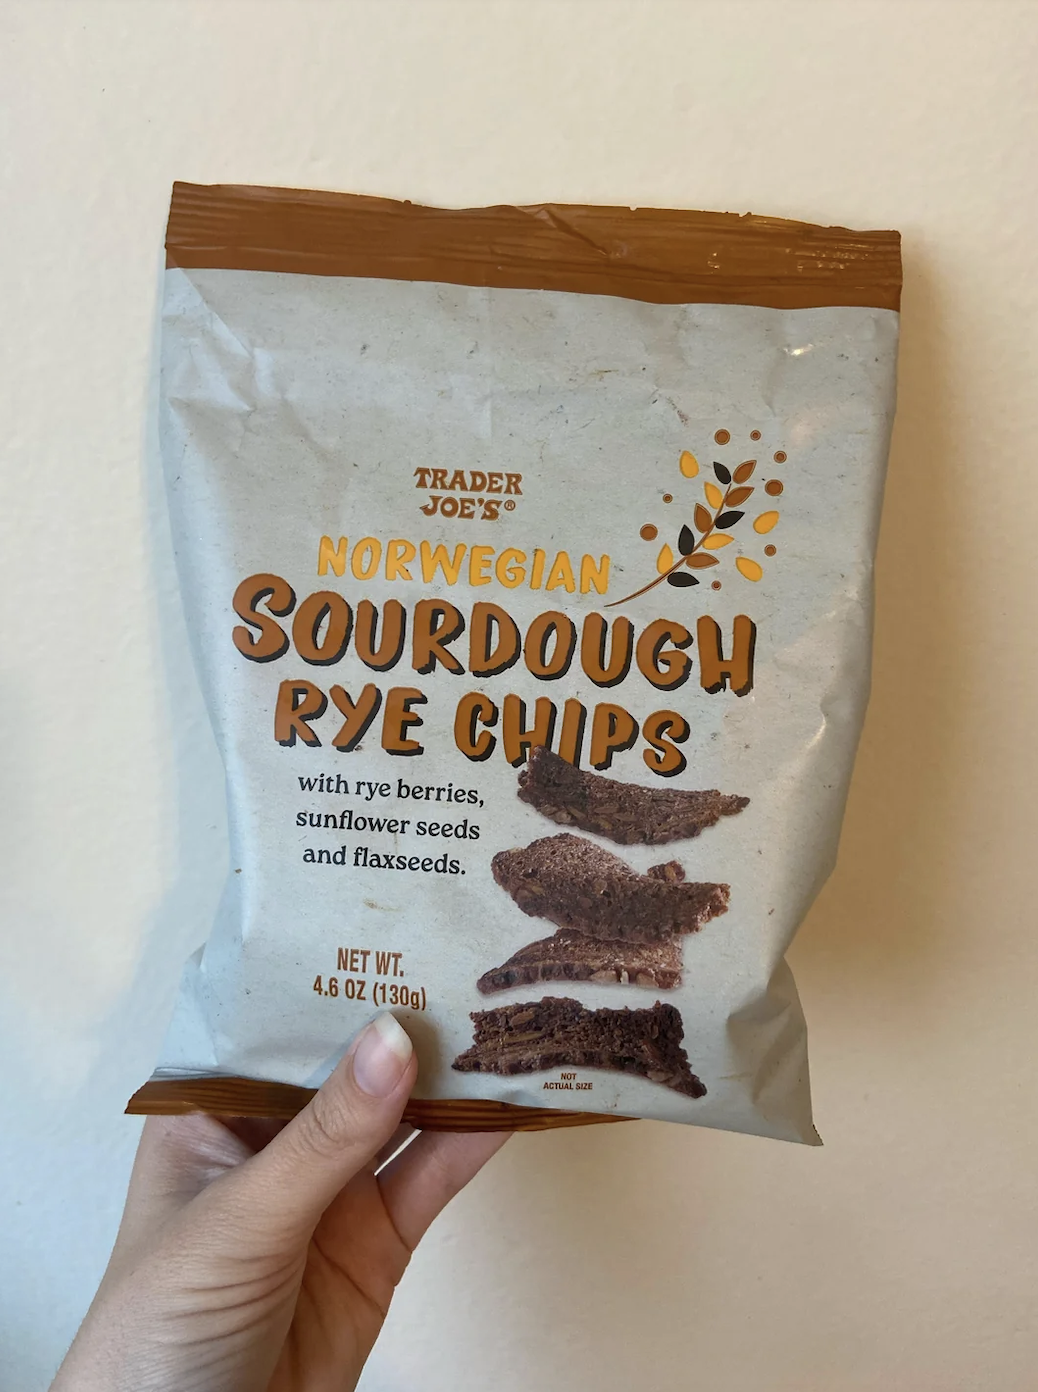 TRADER
JOE'S®
NORWEGIAN
SOURDOUGH
RYE CHIPS
with rye berries,
sunflower seeds
and flaxseeds.
NET WT.
4.6 OZ (130g)
NOT
ACTUAL SIZE